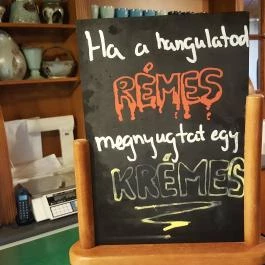 Ha a hangulatod
RÉMES
megnyugtat egy
KRÉMES